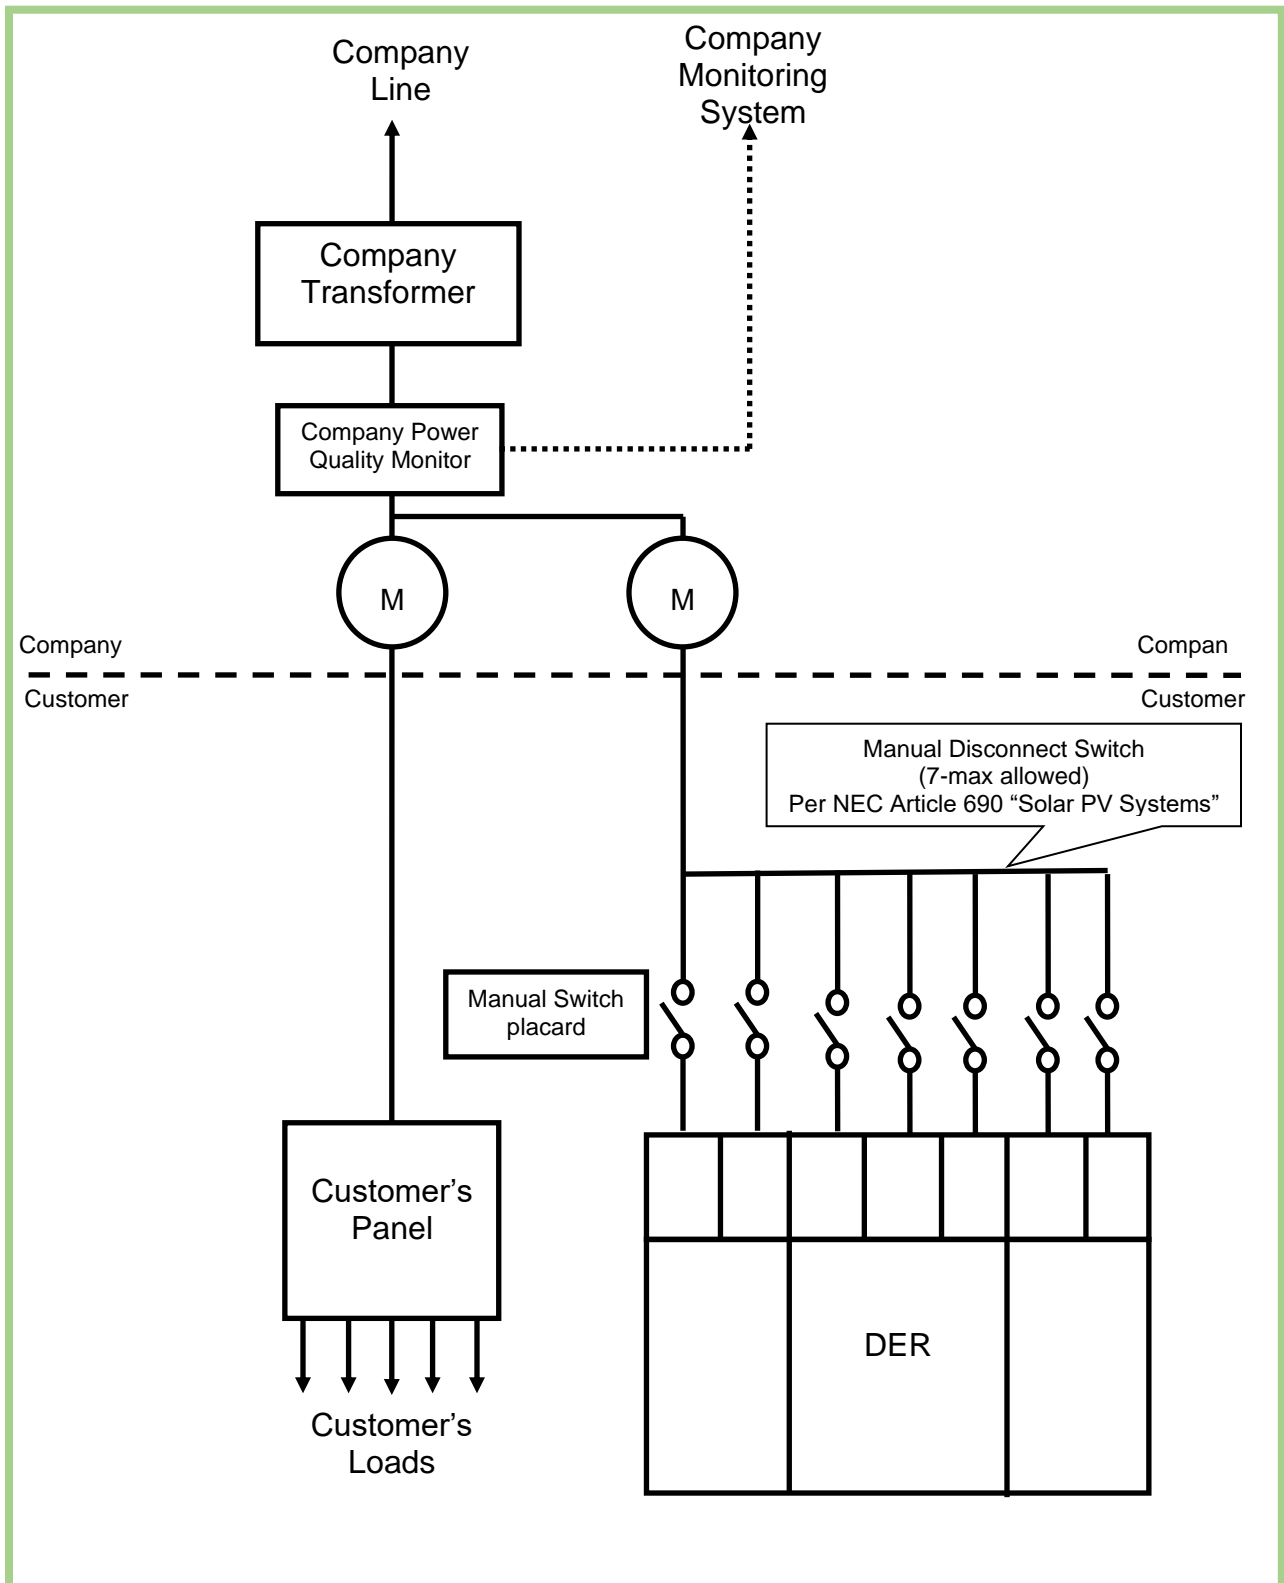 Company
Line
Company
Monitoring
System
Company
Transformer
Company Power
Quality Monitor
M
M
Company
Compan
Customer
Customer
Manual Disconnect Switch
(7-max allowed)
Per NEC Article 690 “Solar PV Systems”
Manual Switch
placard
Customer’s
Panel
DER
Customer’s
Loads